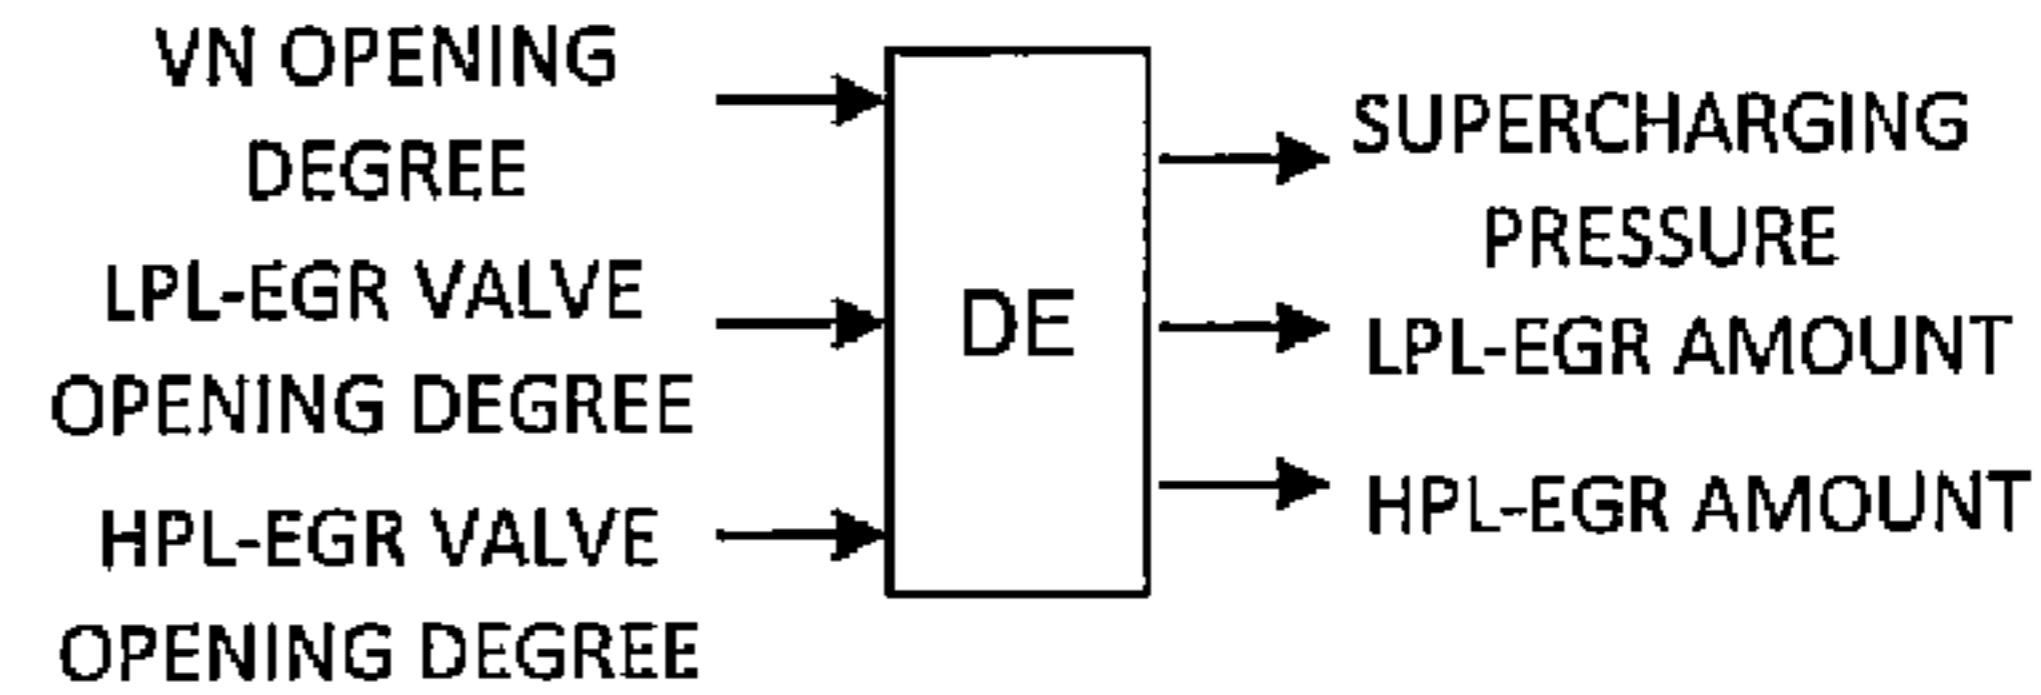 VN OPENING
DEGREE
LPL-EGR VALVE
OPENING DEGREE
HPL-EGR VALVE
OPENING DEGREE
DE
SUPERCHARGING
PRESSURE
LPL-EGR AMOUNT
HPL-EGR AMOUNT